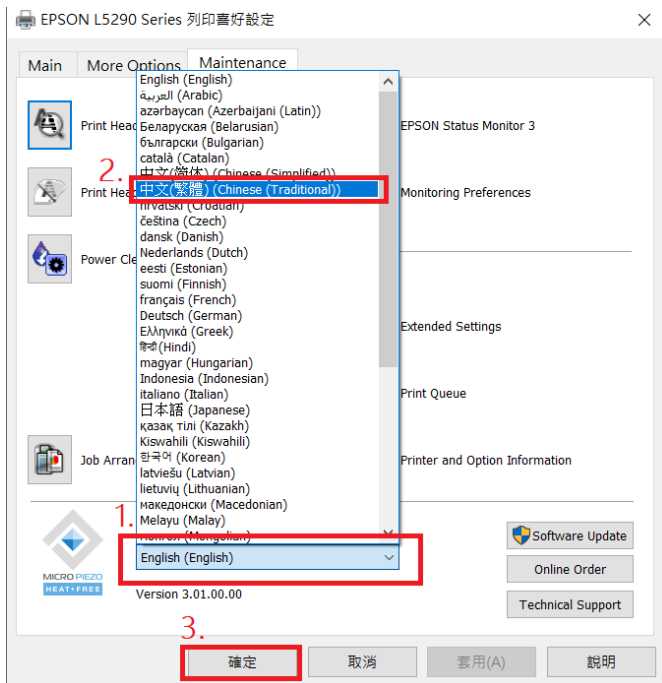 EPSON L5290 Series 列印喜好設定
Main
More Options
Maintenance
English (English)
العربية (Arabic)
azərbaycan (Azerbaijani (Latin))
Print Head
EPSON Status Monitor 3
Беларуская (Belarusian)
български (Bulgarian)
català (Catalan)
2.
中文(简体) (Chinese (Simplified))
中文(繁體) (Chinese (Traditional))
Print Head
Monitoring Preferences
hrvatski (Croatian)
čeština (Czech)
dansk (Danish)
Nederlands (Dutch)
Power Cle
eesti (Estonian)
suomi (Finnish)
français (French)
Deutsch (German)
Ελληνικά (Greek)
Extended Settings
हिन्दी (Hindi)
magyar (Hungarian)
Indonesia (Indonesian)
italiano (Italian)
Print Queue
日本語 (Japanese)
қазақ тілі (Kazakh)
Kiswahili (Kiswahili)
한국어 (Korean)
Job Arran
Printer and Option Information
latviešu (Latvian)
lietuvių (Lithuanian)
македонски (Macedonian)
1.
Melayu (Malay)
Монгол (Mongolian)
Software Update
English (English)
Online Order
MICRO PIEZO
HEAT-FREE
Version 3.01.00.00
Technical Support
3.
確定
取消
套用(A)
說明